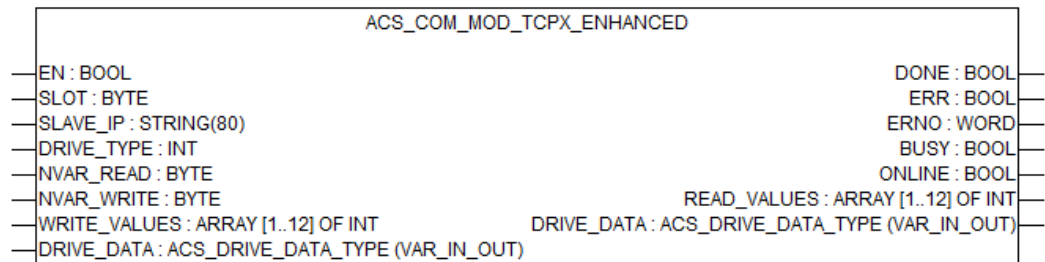 ACS_COM_MOD_TCPX_ENHANCED
EN : BOOL DONE : BOOL
SLOT : BYTE ERR : BOOL
SLAVE_IP : STRING(80) ERNO : WORD
DRIVE_TYPE : INT BUSY : BOOL
NVAR_READ : BYTE ONLINE : BOOL
NVAR_WRITE : BYTE READ_VALUES : ARRAY [1..12] OF INT
WRITE_VALUES : ARRAY [1..12] OF INT DRIVE_DATA : ACS_DRIVE_DATA_TYPE (VAR_IN_OUT)
DRIVE_DATA : ACS_DRIVE_DATA_TYPE (VAR_IN_OUT)